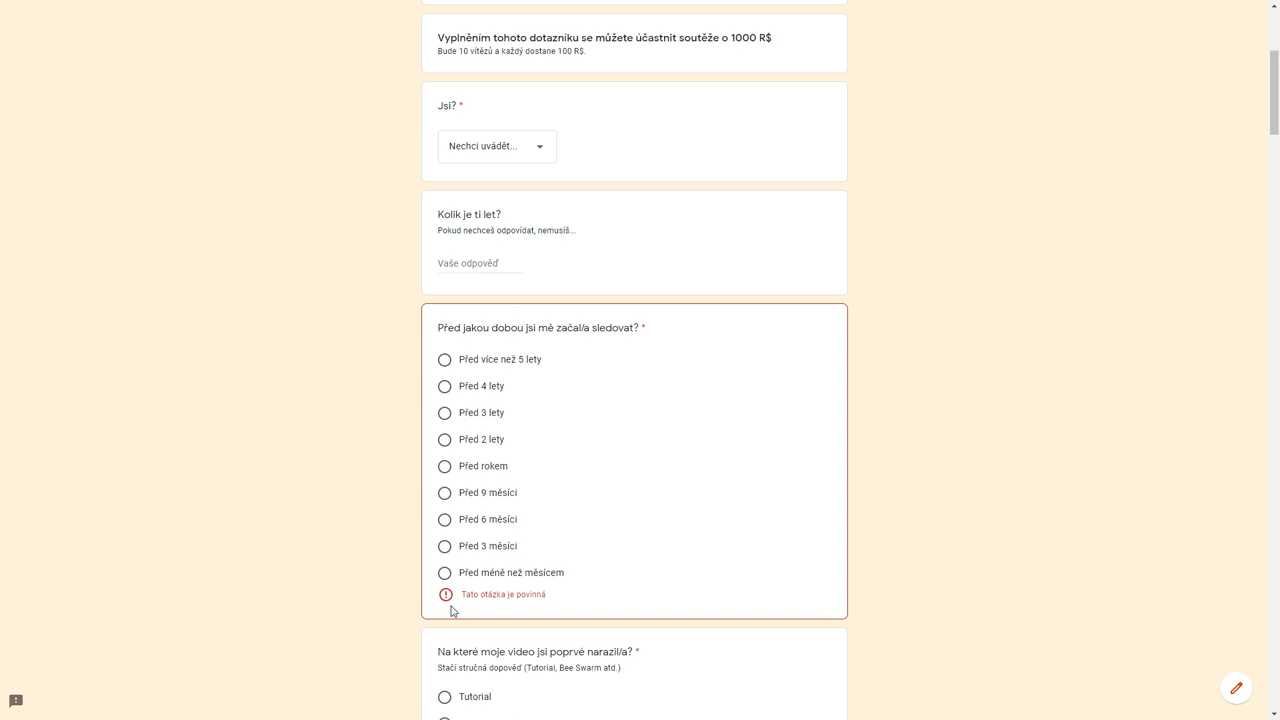 Vyplněním tohoto dotazníku se můžete účastnit soutěže o 1000 R$
Bude 10 vítězů a každý dostane 100 R$.
Jsi? *
Nechci uvádět...
Kolik je ti let?
Pokud nechceš odpovídat, nemusíš...
Vaše odpověď
Před jakou dobou jsi mě začal/a sledovat? *
Před více než 5 lety
Před 4 lety
Před 3 lety
Před 2 lety
Před rokem
Před 9 měsíci
Před 6 měsíci
Před 3 měsíci
Před méně než měsícem
Tato otázka je povinná
Na které moje video jsi poprvé narazil/a? *
Stačí stručná dopověď (Tutorial, Bee Swarm atd.)
Tutorial